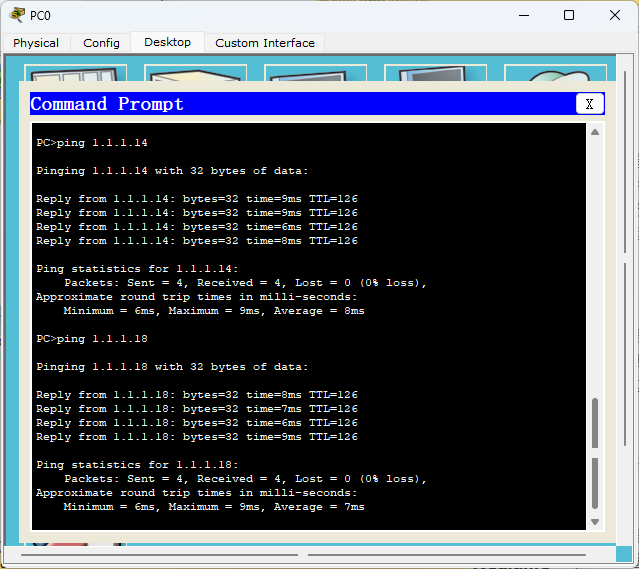 PC0
Physical Config Desktop Custom Interface
Command Prompt X
PC>ping 1.1.1.14
Pinging 1.1.1.14 with 32 bytes of data:
Reply from 1.1.1.14: bytes=32 time=9ms TTL=126
Reply from 1.1.1.14: bytes=32 time=9ms TTL=126
Reply from 1.1.1.14: bytes=32 time=6ms TTL=126
Reply from 1.1.1.14: bytes=32 time=8ms TTL=126
Ping statistics for 1.1.1.14:
Packets: Sent = 4, Received = 4, Lost = 0 (0% loss),
Approximate round trip times in milli-seconds:
Minimum = 6ms, Maximum = 9ms, Average = 8ms
PC>ping 1.1.1.18
Pinging 1.1.1.18 with 32 bytes of data:
Reply from 1.1.1.18: bytes=32 time=8ms TTL=126
Reply from 1.1.1.18: bytes=32 time=7ms TTL=126
Reply from 1.1.1.18: bytes=32 time=6ms TTL=126
Reply from 1.1.1.18: bytes=32 time=9ms TTL=126
Ping statistics for 1.1.1.18:
Packets: Sent = 4, Received = 4, Lost = 0 (0% loss),
Approximate round trip times in milli-seconds:
Minimum = 6ms, Maximum = 9ms, Average = 7ms